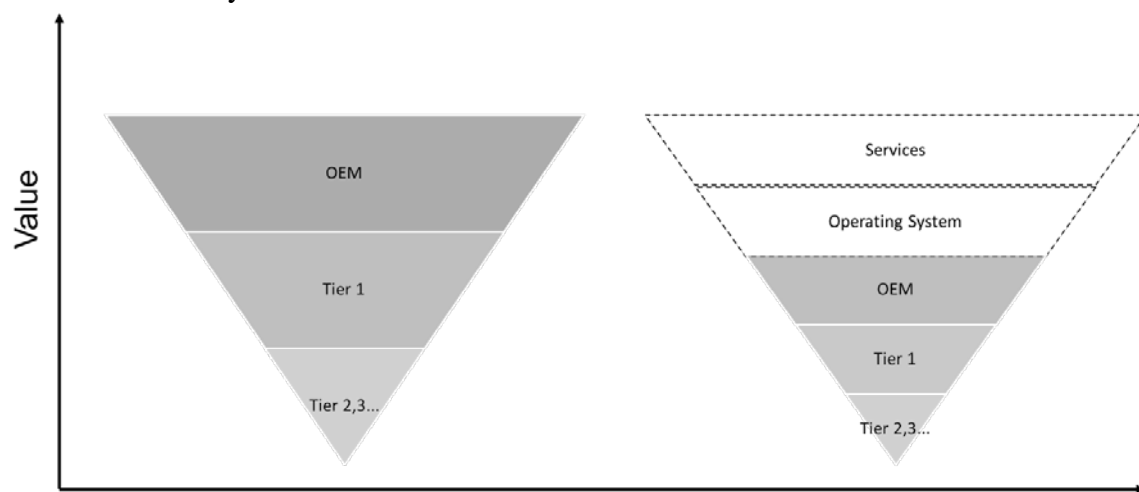 Value
OEM
Tier 1
Tier 2,3...
Services
Operating System
OEM
Tier 1
Tier 2,3...